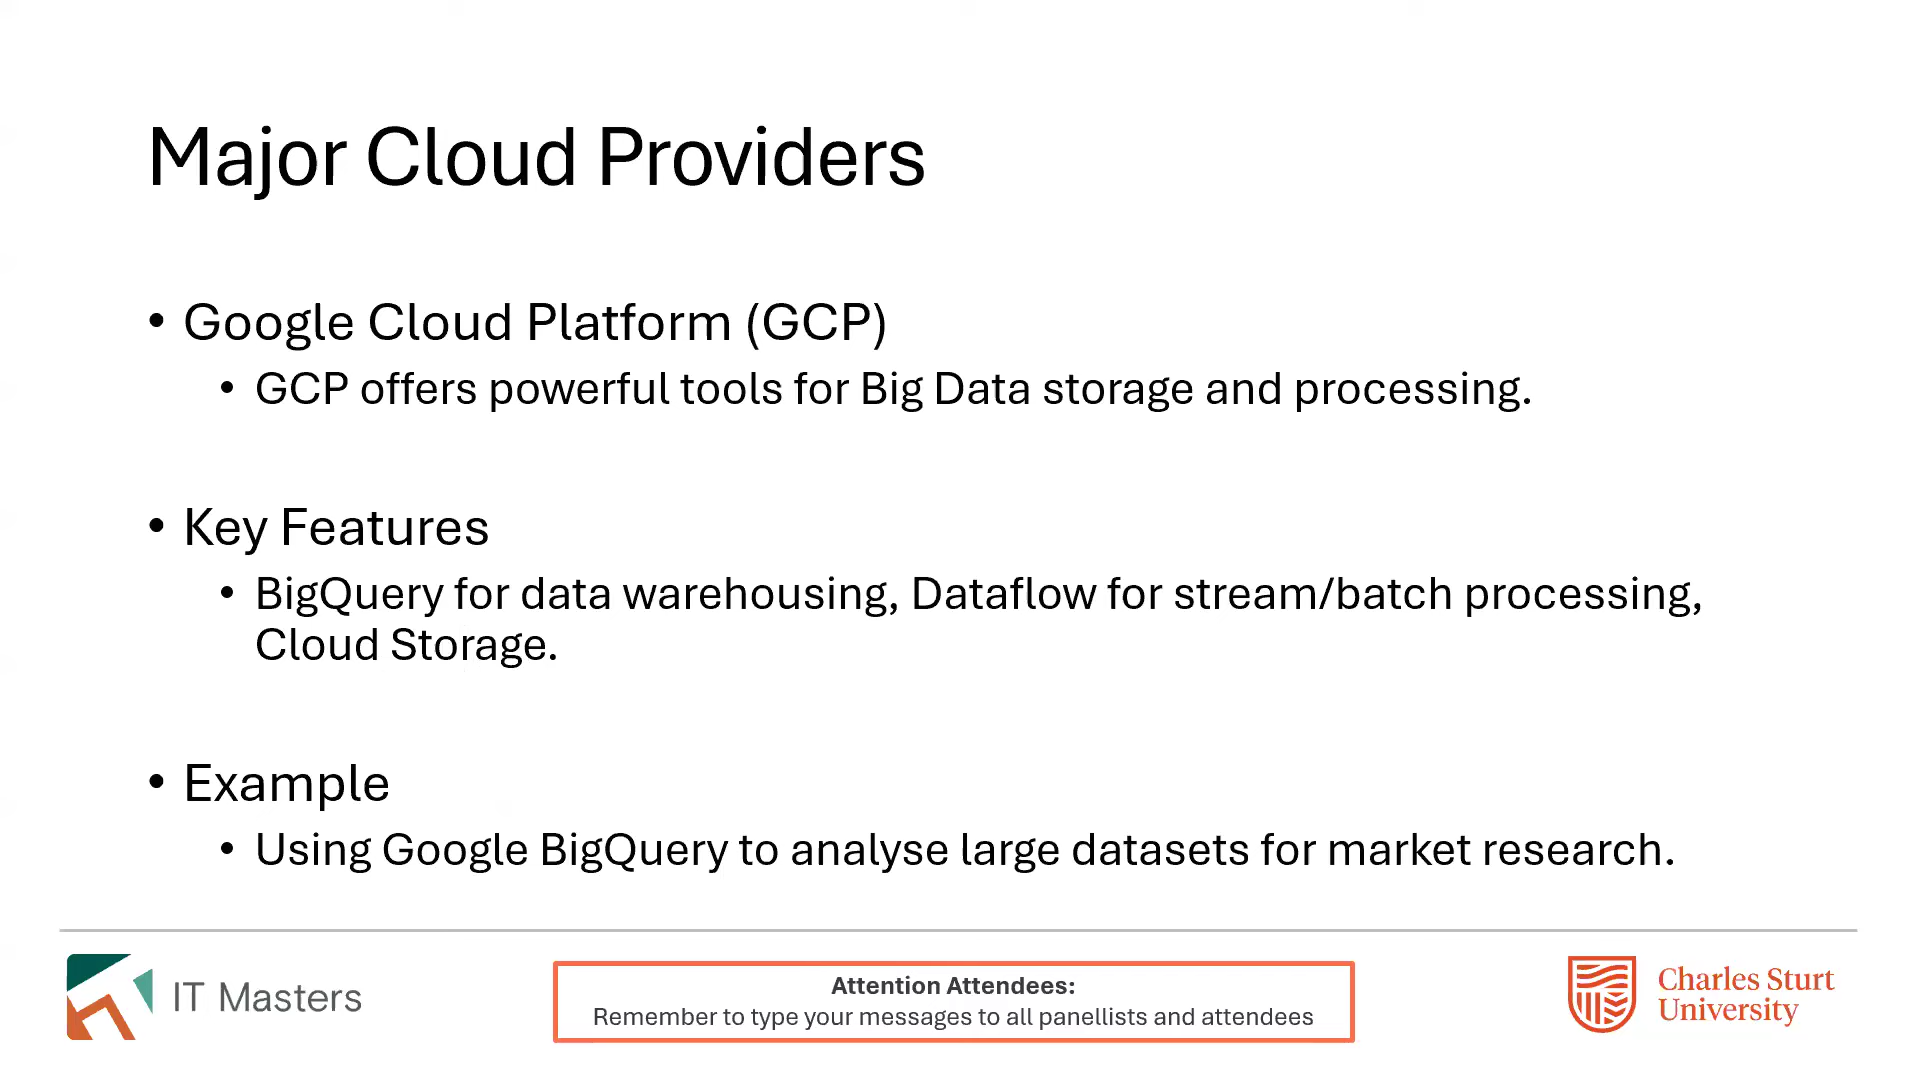 Major Cloud Providers
• Google Cloud Platform (GCP)
• GCP offers powerful tools for Big Data storage and processing.
• Key Features
• BigQuery for data warehousing, Dataflow for stream/batch processing,
Cloud Storage.
• Example
• Using Google BigQuery to analyse large datasets for market research.
IT Masters
Attention Attendees:
Remember to type your messages to all panellists and attendees
Charles Sturt
University